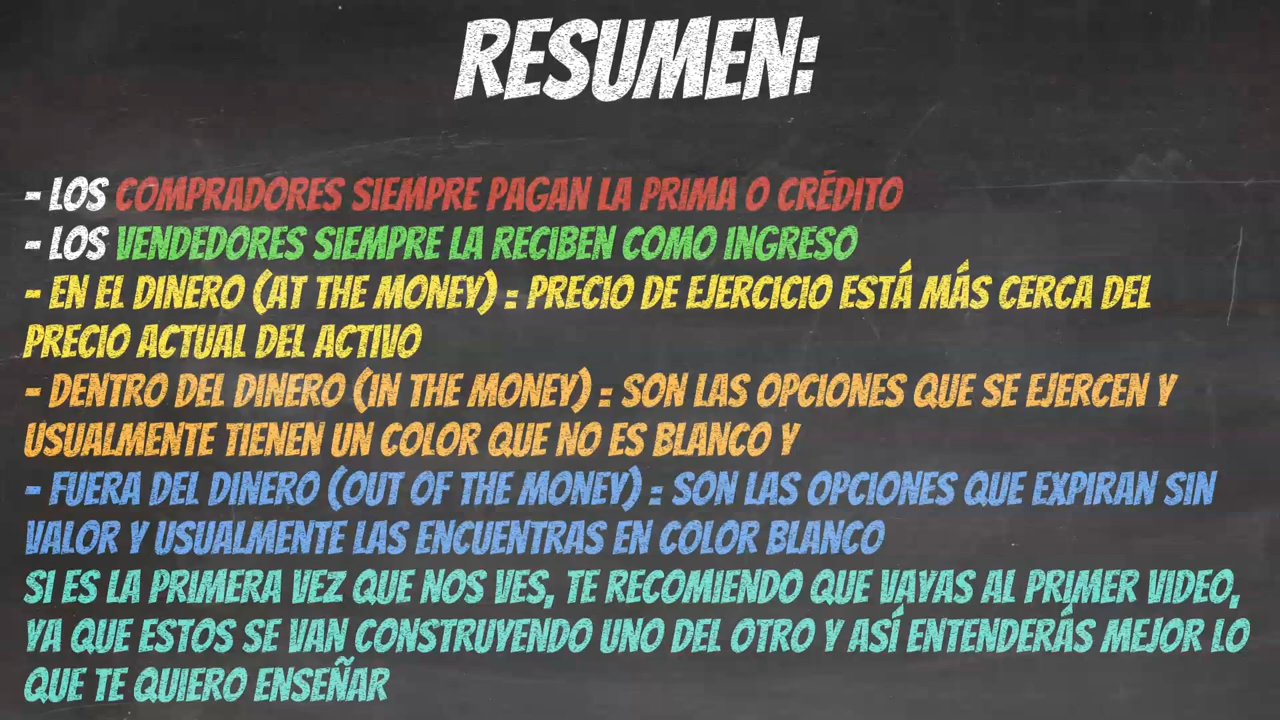 RESUMEN:
- LOS COMPRADORES SIEMPRE PAGAN LA PRIMA O CRÉDITO
- LOS VENDEDORES SIEMPRE LA RECIBEN COMO INGRESO
- EN EL DINERO (AT THE MONEY) = PRECIO DE EJERCICIO ESTÁ MÁS CERCA DEL
PRECIO ACTUAL DEL ACTIVO
- DENTRO DEL DINERO (IN THE MONEY) = SON LAS OPCIONES QUE SE EJERCEN Y
USUALMENTE TIENEN UN COLOR QUE NO ES BLANCO Y
- FUERA DEL DINERO (OUT OF THE MONEY) = SON LAS OPCIONES QUE EXPIRAN SIN
VALOR Y USUALMENTE LAS ENCUENTRAS EN COLOR BLANCO
SI ES LA PRIMERA VEZ QUE NOS VES, TE RECOMIENDO QUE VAYAS AL PRIMER VIDEO,
YA QUE ESTOS SE VAN CONSTRUYENDO UNO DEL OTRO Y ASÍ ENTENDERÁS MEJOR LO
QUE TE QUIERO ENSEÑAR